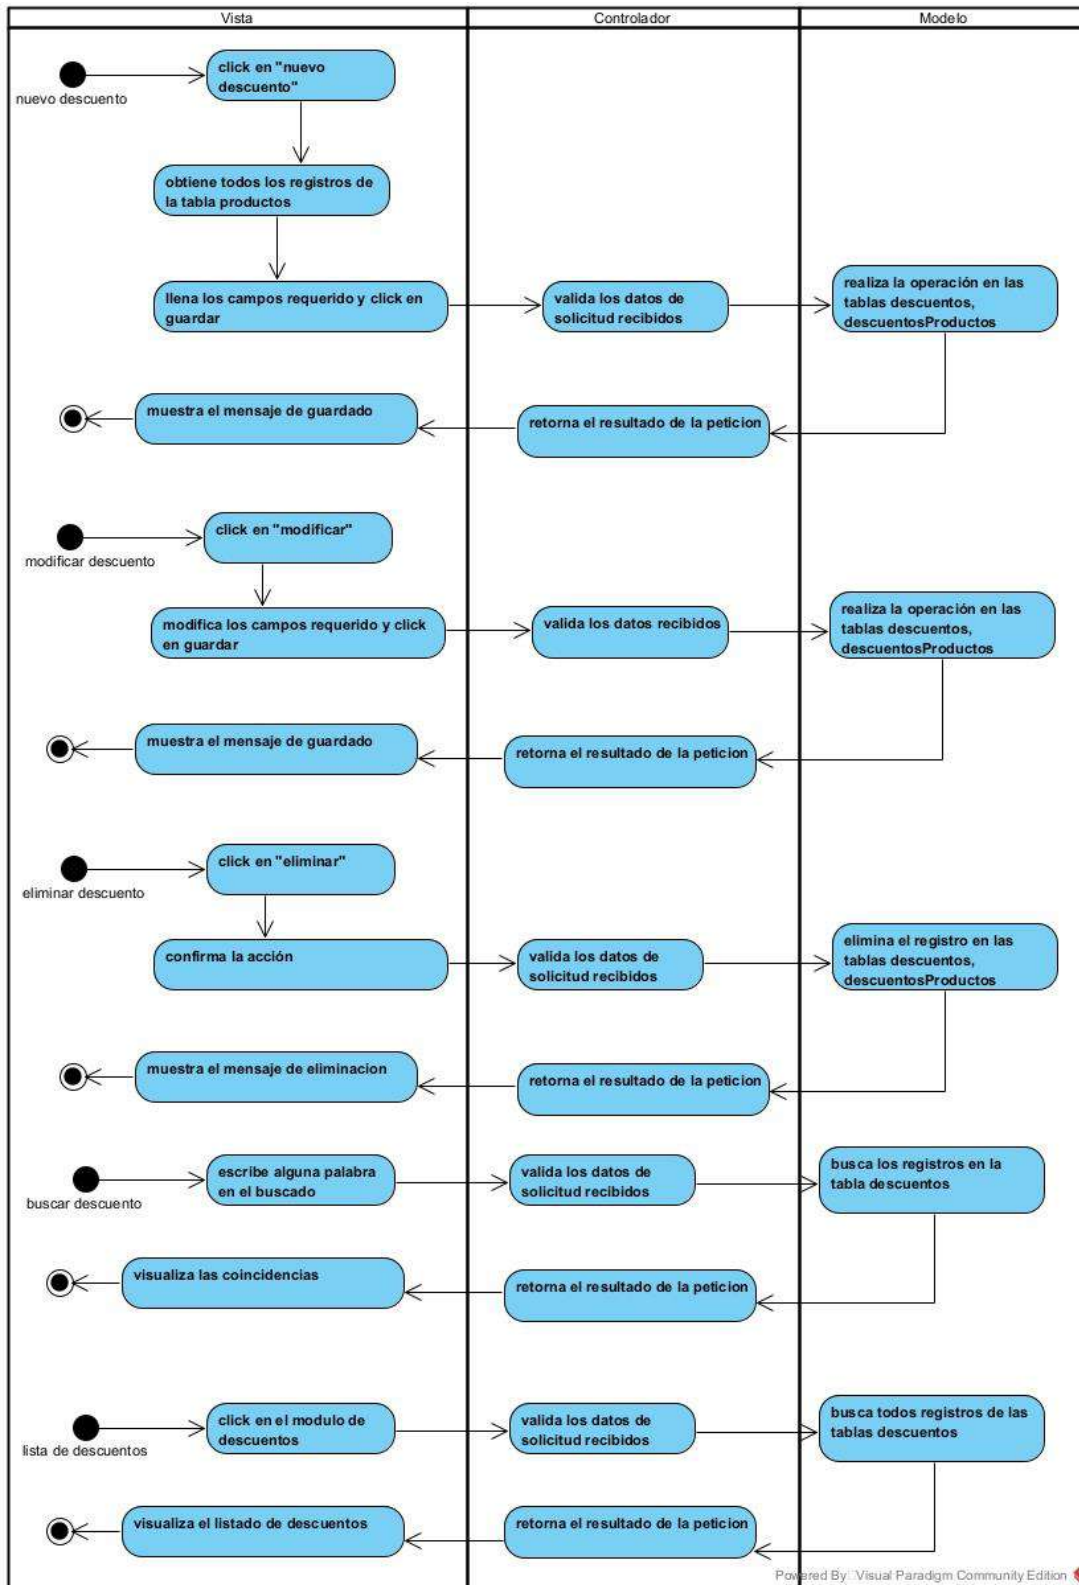 Vista
Controlador
Modelo
click en "nuevo
descuento"
nuevo descuento
obtiene todos los registros de
la tabla productos
llena los campos requerido y click en
guardar
valida los datos de
solicitud recibidos
realiza la operación en las
tablas descuentos,
descuentosProductos
muestra el mensaje de guardado
retorna el resultado de la peticion
click en "modificar"
modificar descuento
modifica los campos requerido y click
en guardar
valida los datos recibidos
realiza la operación en las
tablas descuentos,
descuentosProductos
muestra el mensaje de guardado
retorna el resultado de la peticion
click en "eliminar"
eliminar descuento
confirma la acción
valida los datos de
solicitud recibidos
elimina el registro en las
tablas descuentos,
descuentosProductos
muestra el mensaje de eliminacion
retorna el resultado de la peticion
escribe alguna palabra
en el buscado
buscar descuento
valida los datos de
solicitud recibidos
busca los registros en la
tabla descuentos
visualiza las coincidencias
retorna el resultado de la peticion
click en el modulo de
descuentos
lista de descuentos
valida los datos de
solicitud recibidos
busca todos registros de las
tablas descuentos
visualiza el listado de descuentos
retorna el resultado de la peticion
Powered By Visual Paradigm Community Edition